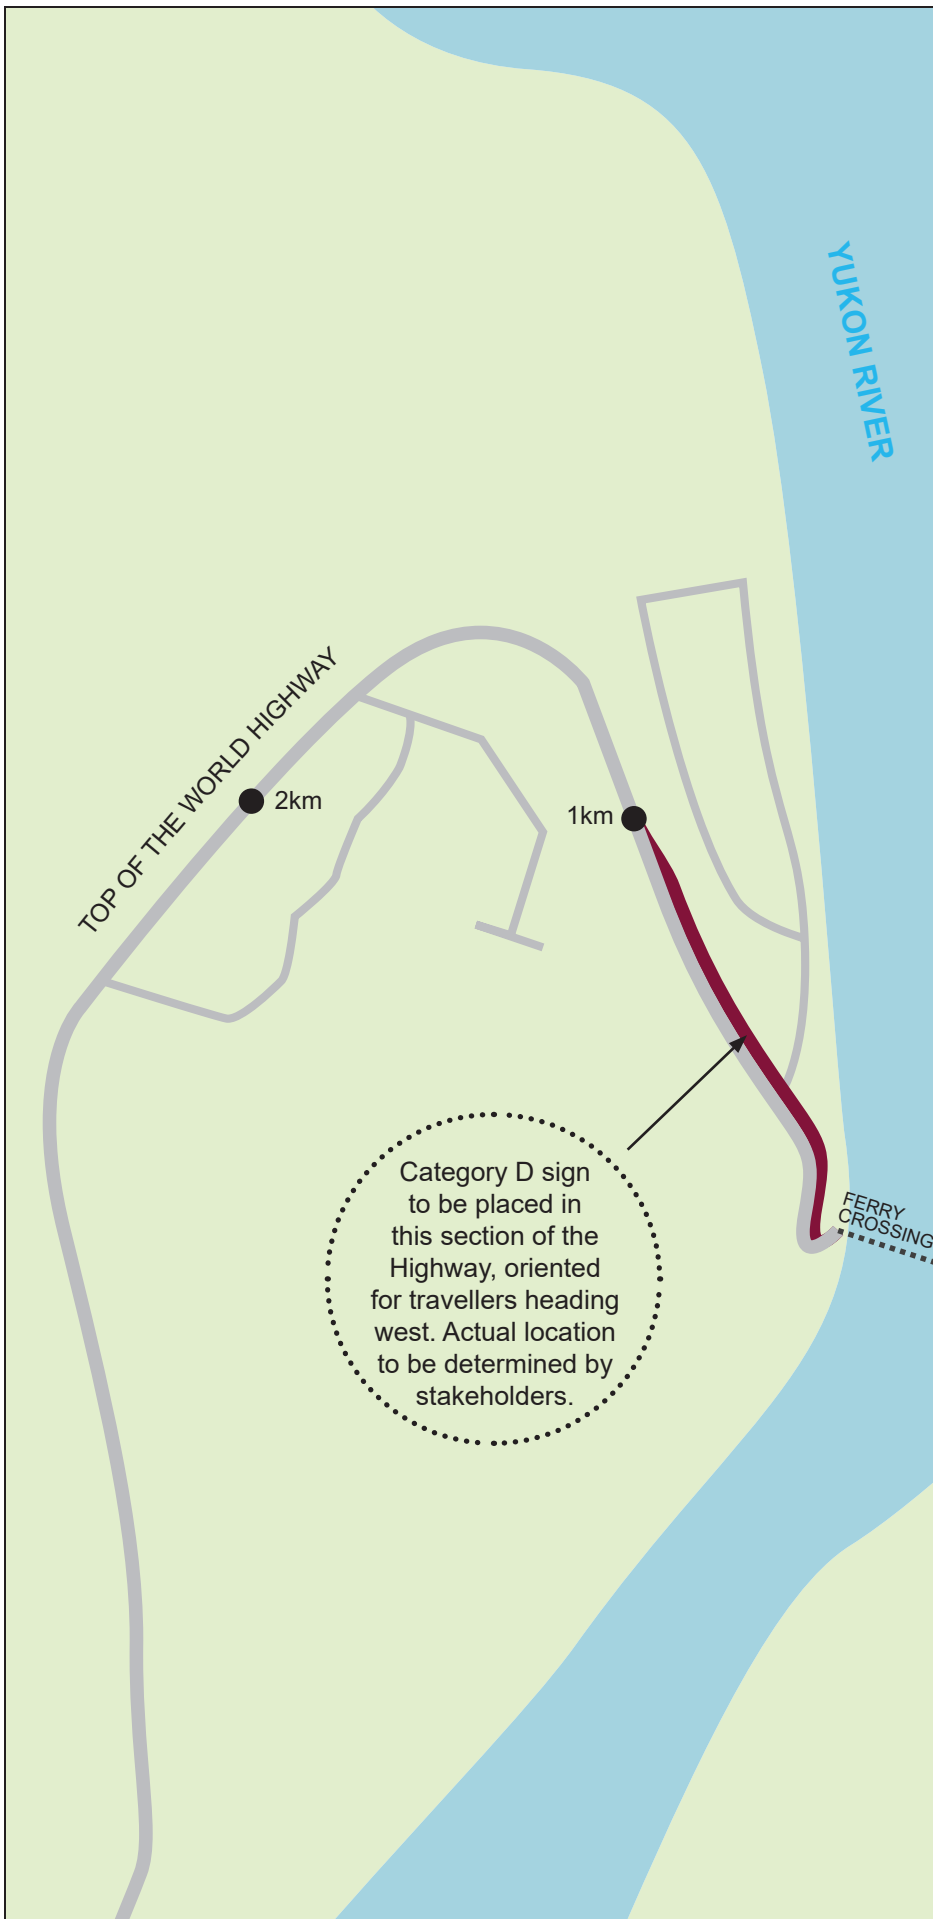 YUKON RIVER
TOP OF THE WORLD HIGHWAY
2km
1km
Category D sign
to be placed in
this section of the
Highway, oriented
for travellers heading
west. Actual location
to be determined by
stakeholders.
FERRY
CROSSING